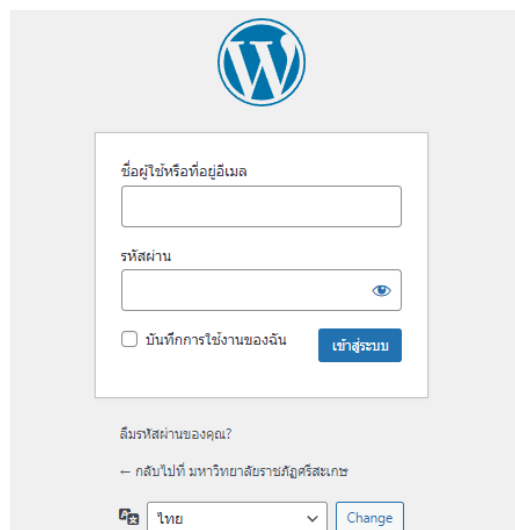 ชื่อผู้ใช้หรือที่อยู่อีเมล
รหัสผ่าน
บันทึกการใช้งานของฉัน
เข้าสู่ระบบ
ลืมรหัสผ่านของคุณ?
← กลับไปที่ มหาวิทยาลัยราชภัฏศรีสะเกษ
ไทย
Change